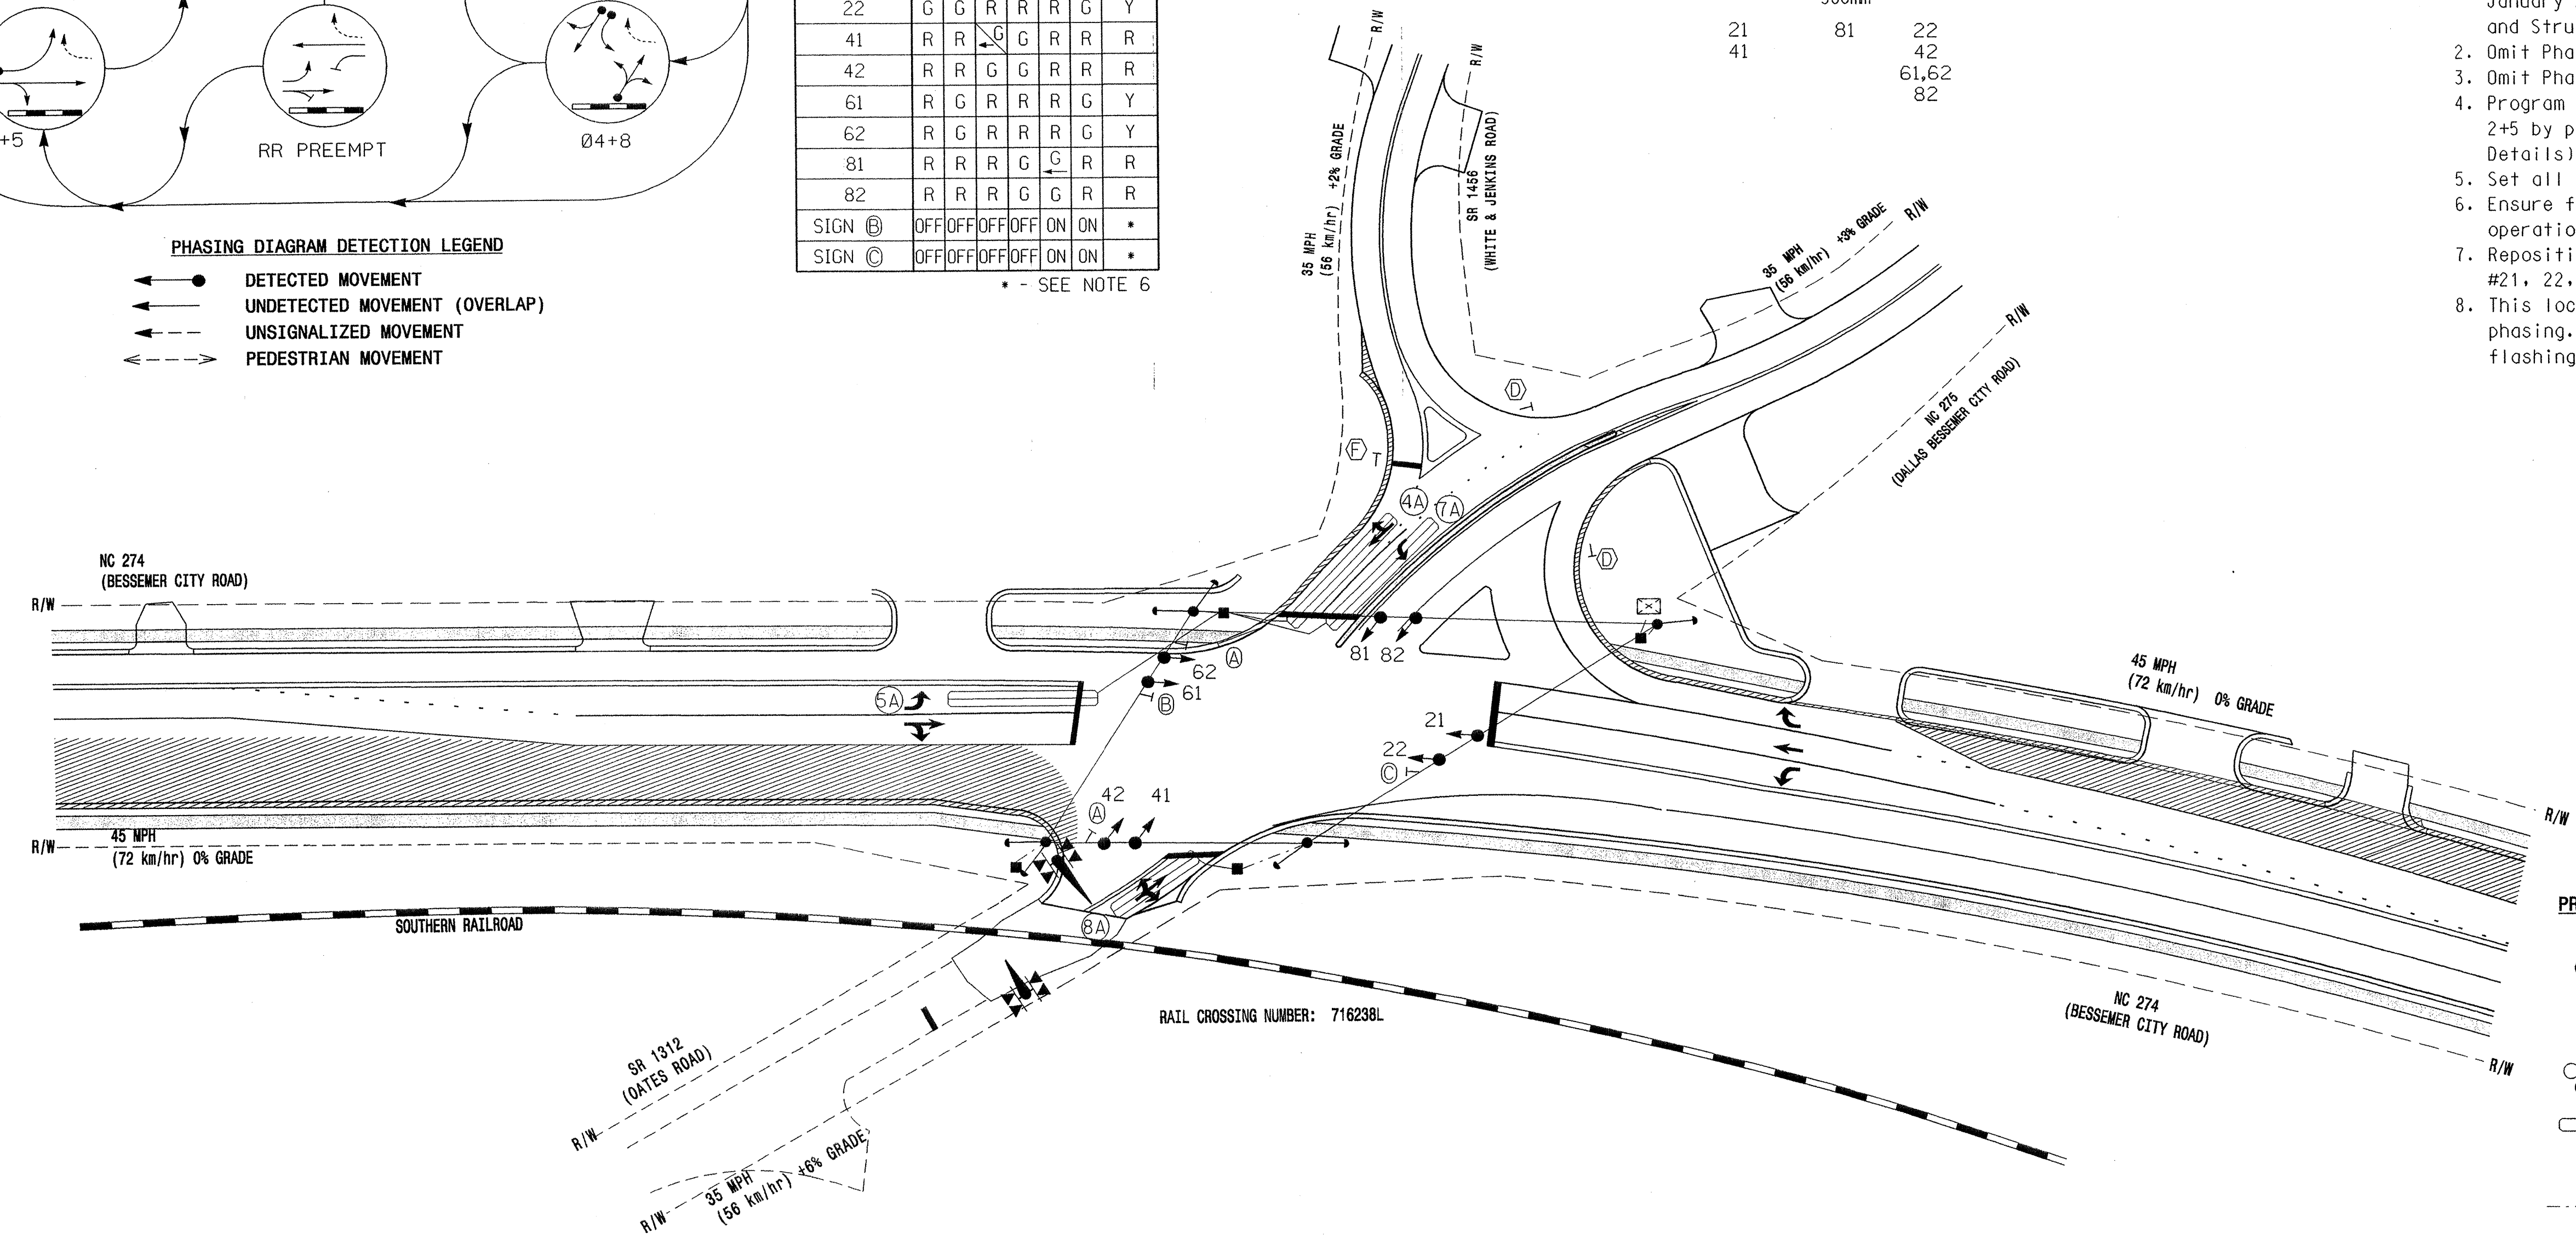 +5
RR PREEMPT
Ø4+8
22 G G R R R G Y
41 R R G G R R R
42 R R G G R R R
61 R G R R R G Y
62 R G R R R G Y
81 R R R G G R R
82 R R R G G R R
SIGN Ⓑ OFF OFF OFF OFF ON ON *
SIGN Ⓒ OFF OFF OFF OFF ON ON *
* - SEE NOTE 6
PHASING DIAGRAM DETECTION LEGEND
DETECTED MOVEMENT
UNDETECTED MOVEMENT (OVERLAP)
UNSIGNALIZED MOVEMENT
PEDESTRIAN MOVEMENT
21 81 22
41 42
61,62
82
and Stru
2. Omit Pha
3. Omit Pha
4. Program
2+5 by p
Details)
5. Set all
6. Ensure f
operatio
7. Repositi
#21, 22,
8. This loc
phasing.
flashing
R/W
R/W
35 MPH
(56 km/hr) +2% GRADE
SR 1456
(WHITE & JENKINS ROAD)
35 MPH
(56 km/hr) +3% GRADE
R/W
R/W
NC 275
(DALLAS BESSEMER CITY ROAD)
D
F
4A
7A
D
NC 274
(BESSEMER CITY ROAD)
R/W
81 82
62
A
61
B
5A
21
22
C
45 MPH
(72 km/hr) 0% GRADE
R/W
42 41
A
R/W
45 MPH
(72 km/hr) 0% GRADE
SOUTHERN RAILROAD
8A
RAIL CROSSING NUMBER: 716238L
NC 274
(BESSEMER CITY ROAD)
R/W
SR 1312
(OATES ROAD)
R/W
35 MPH
(56 km/hr) +6% GRADE
R/W
PR